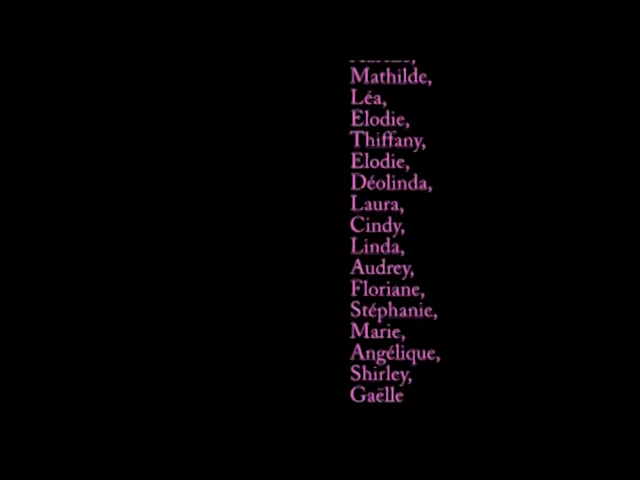 Mathilde,
Léa,
Elodie,
Thiffany,
Elodie,
Déolinda,
Laura,
Cindy,
Linda,
Audrey,
Floriane,
Stéphanie,
Marie,
Angélique,
Shirley,
Gaëlle